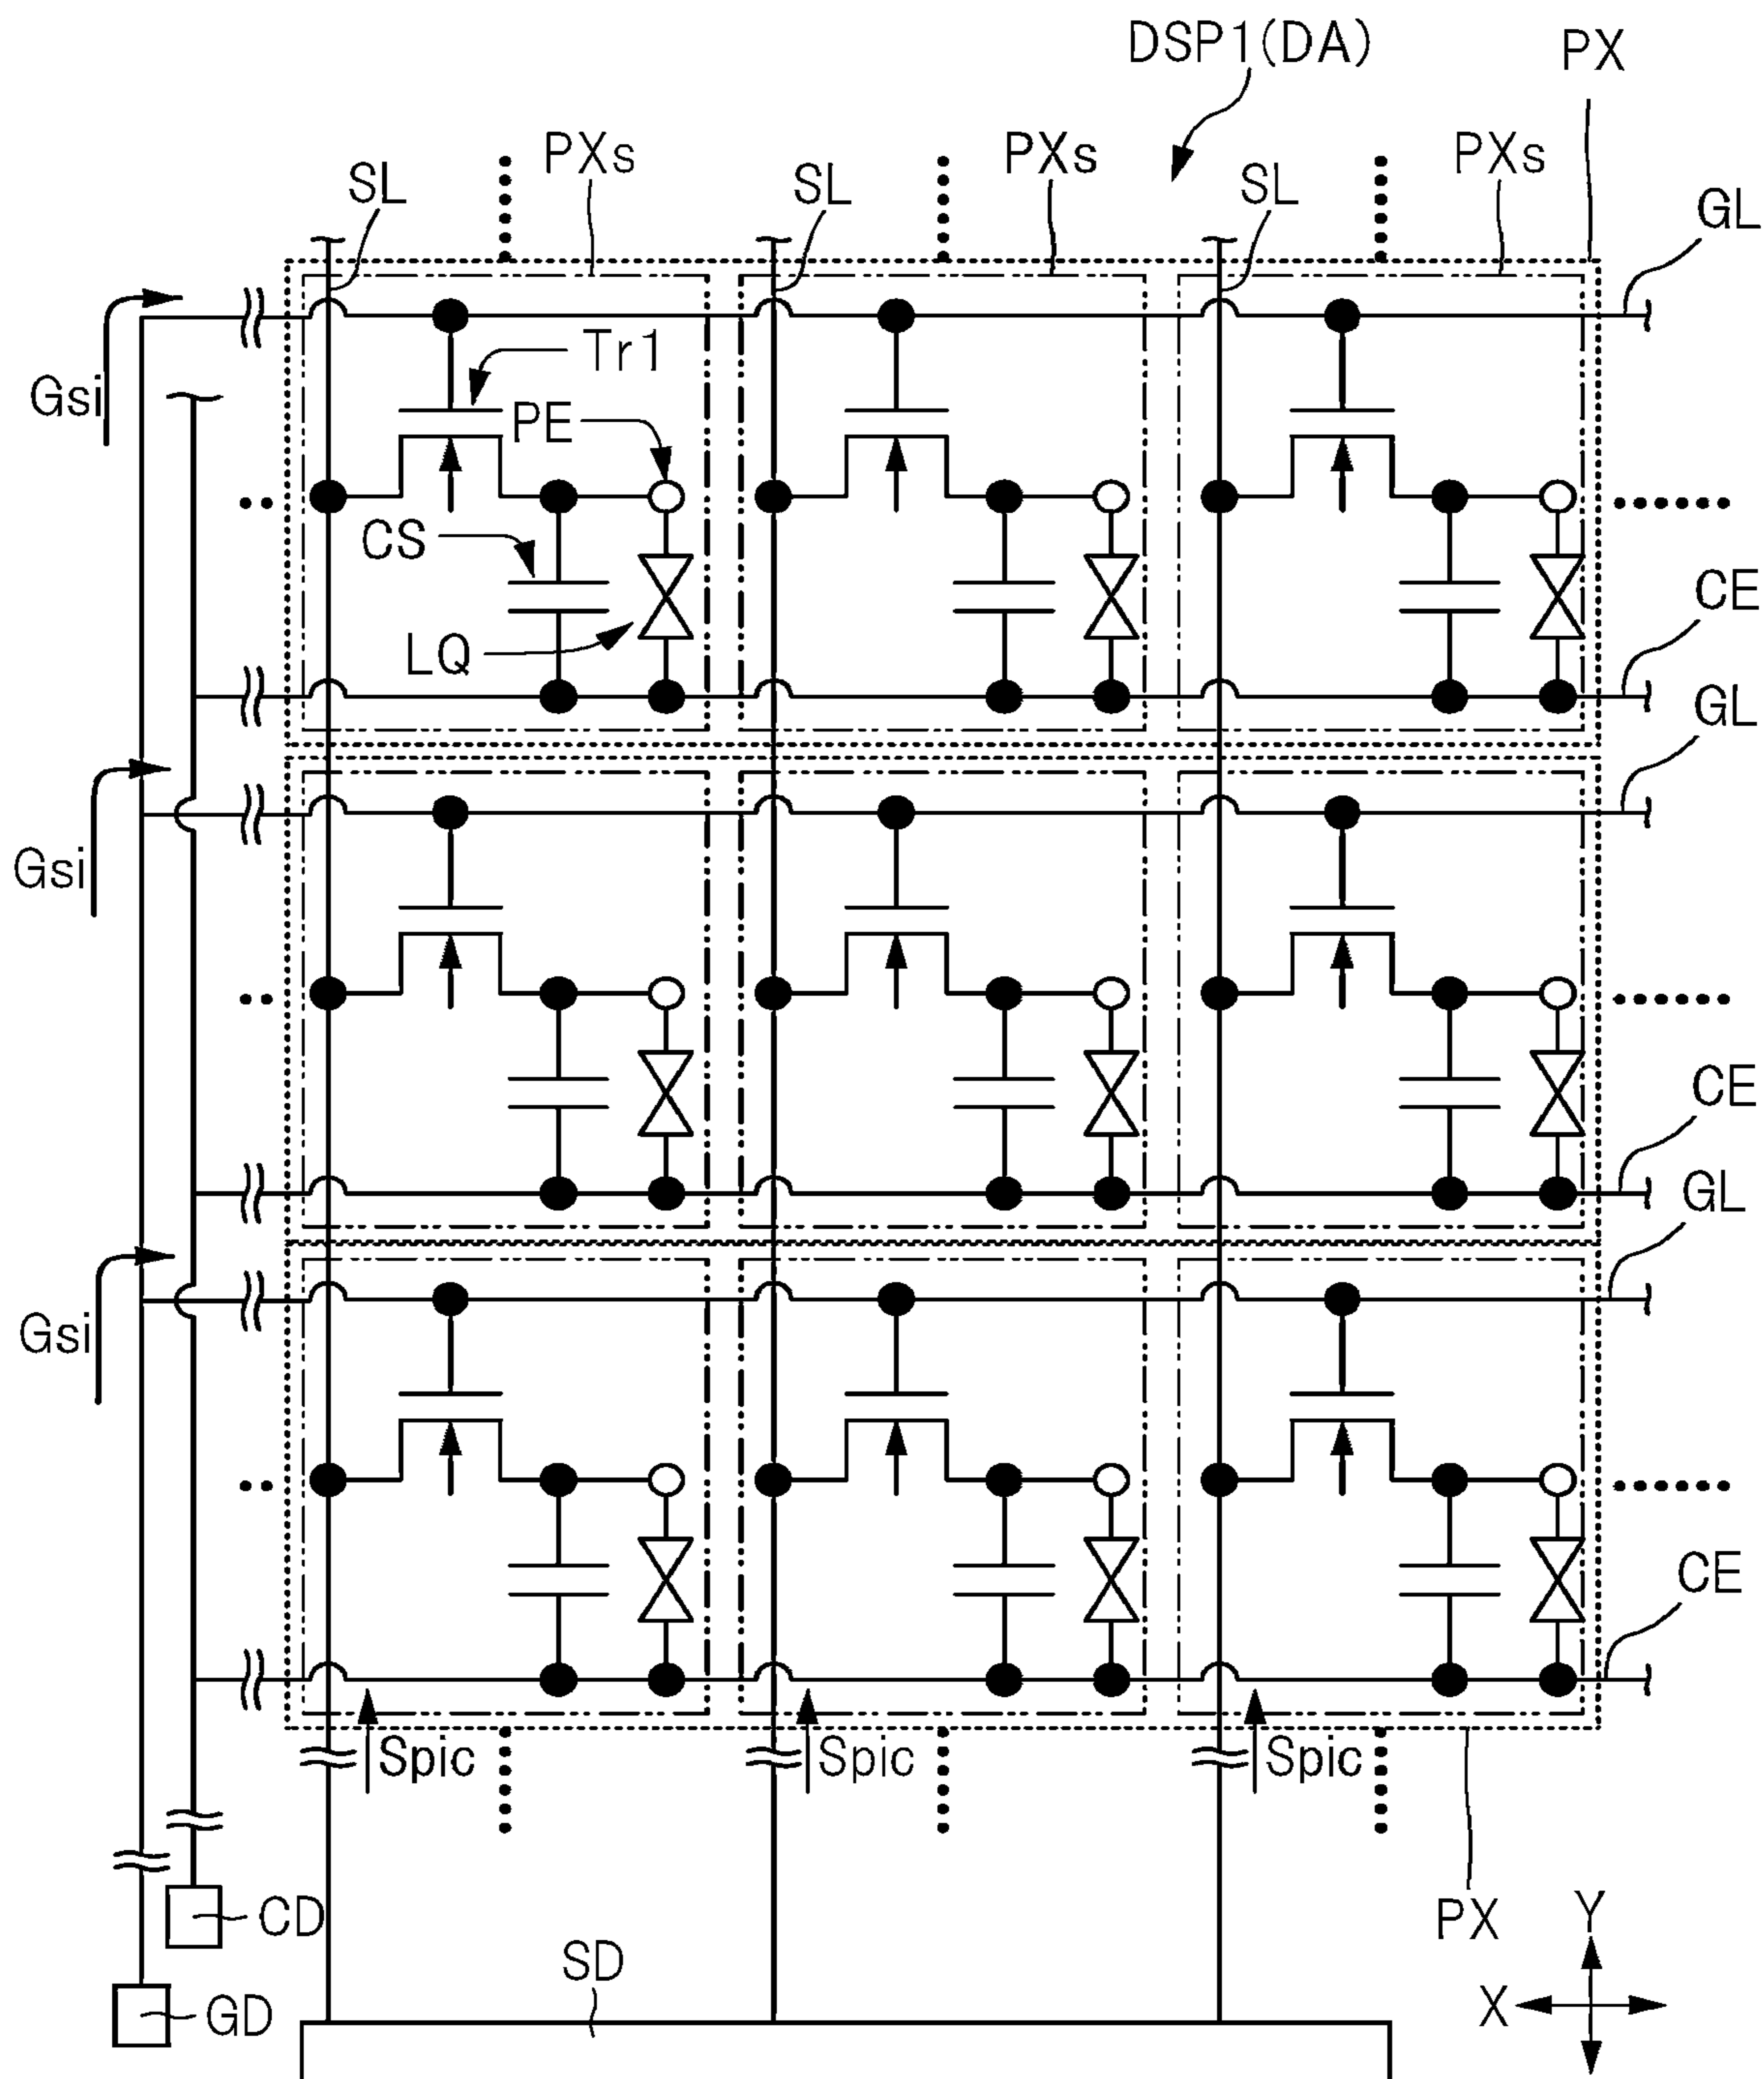 DSP1(DA)
PX
PXs
PXs
PXs
SL
SL
SL
GL
Gsi
Tr1
PE
CS
LQ
CE
GL
Gsi
CE
GL
Gsi
CE
Spic
Spic
Spic
CD
PX
Y
SD
GD
X